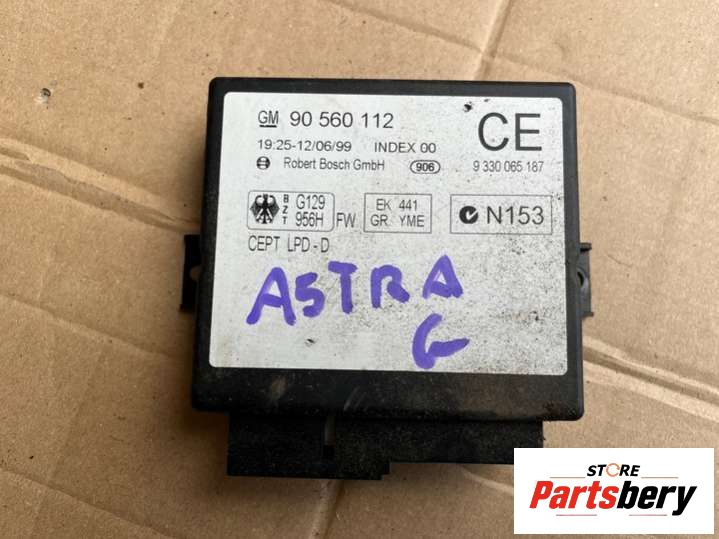 GM 90 560 112
CE
19:25-12/06/99 INDEX 00
Robert Bosch GmbH 906 9 330 065 187
BZT G129 956H FW
EK 441
GR. YME
N153
CEPT LPD-D
ASTRA
G
STORE
Partsbery